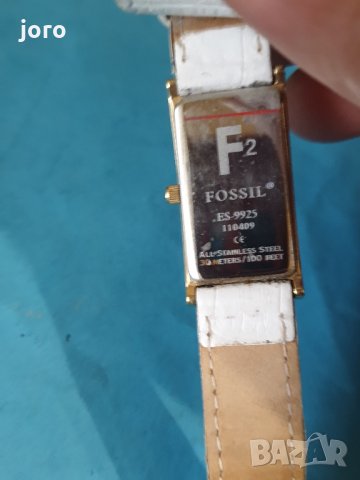 joro
F2
FOSSIL®
ES-9925
110409
CE
ALL STAINLESS STEEL
30 METERS/100 FEET
BAZAR